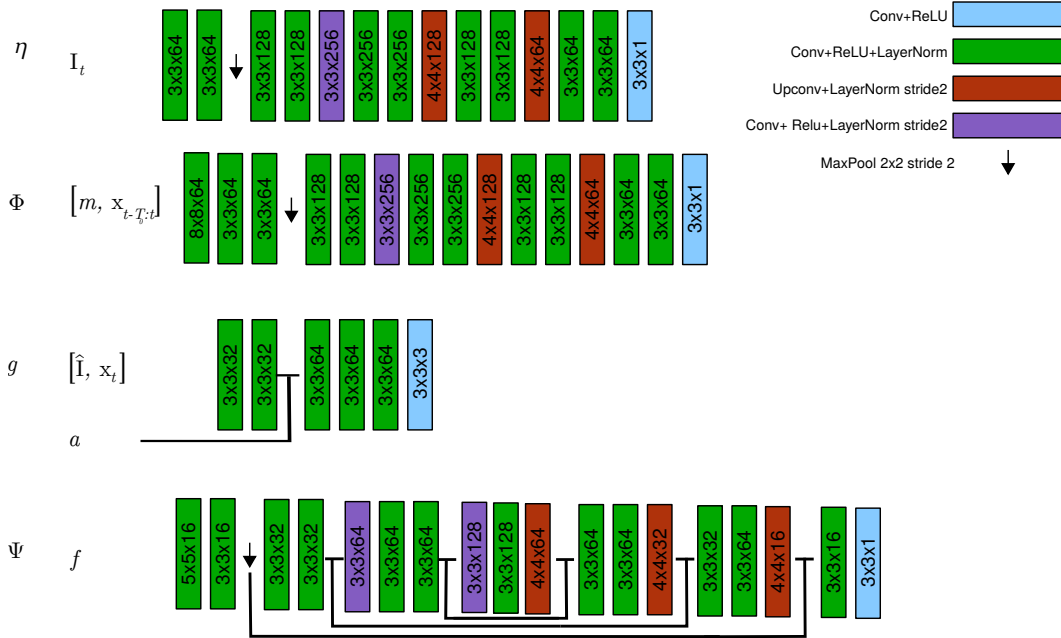 η
I_t
3x3x64
3x3x64
3x3x128
3x3x128
3x3x256
3x3x256
3x3x256
4x4x128
3x3x128
3x3x128
4x4x64
3x3x64
3x3x64
3x3x1
Conv+ReLU
Conv+ReLU+LayerNorm
Upconv+LayerNorm stride2
Conv+ Relu+LayerNorm stride2
MaxPool 2x2 stride 2
Φ
[m, x_{t-T_b:t}]
8x8x64
3x3x64
3x3x64
3x3x128
3x3x128
3x3x256
3x3x256
3x3x256
4x4x128
3x3x128
3x3x128
4x4x64
3x3x64
3x3x64
3x3x1
g
[Î, x_t]
a
3x3x32
3x3x32
3x3x64
3x3x64
3x3x64
3x3x3
Ψ
f
5x5x16
3x3x16
3x3x32
3x3x32
3x3x64
3x3x64
3x3x64
3x3x128
3x3x128
4x4x64
3x3x64
3x3x64
4x4x32
3x3x32
3x3x64
4x4x16
3x3x16
3x3x1